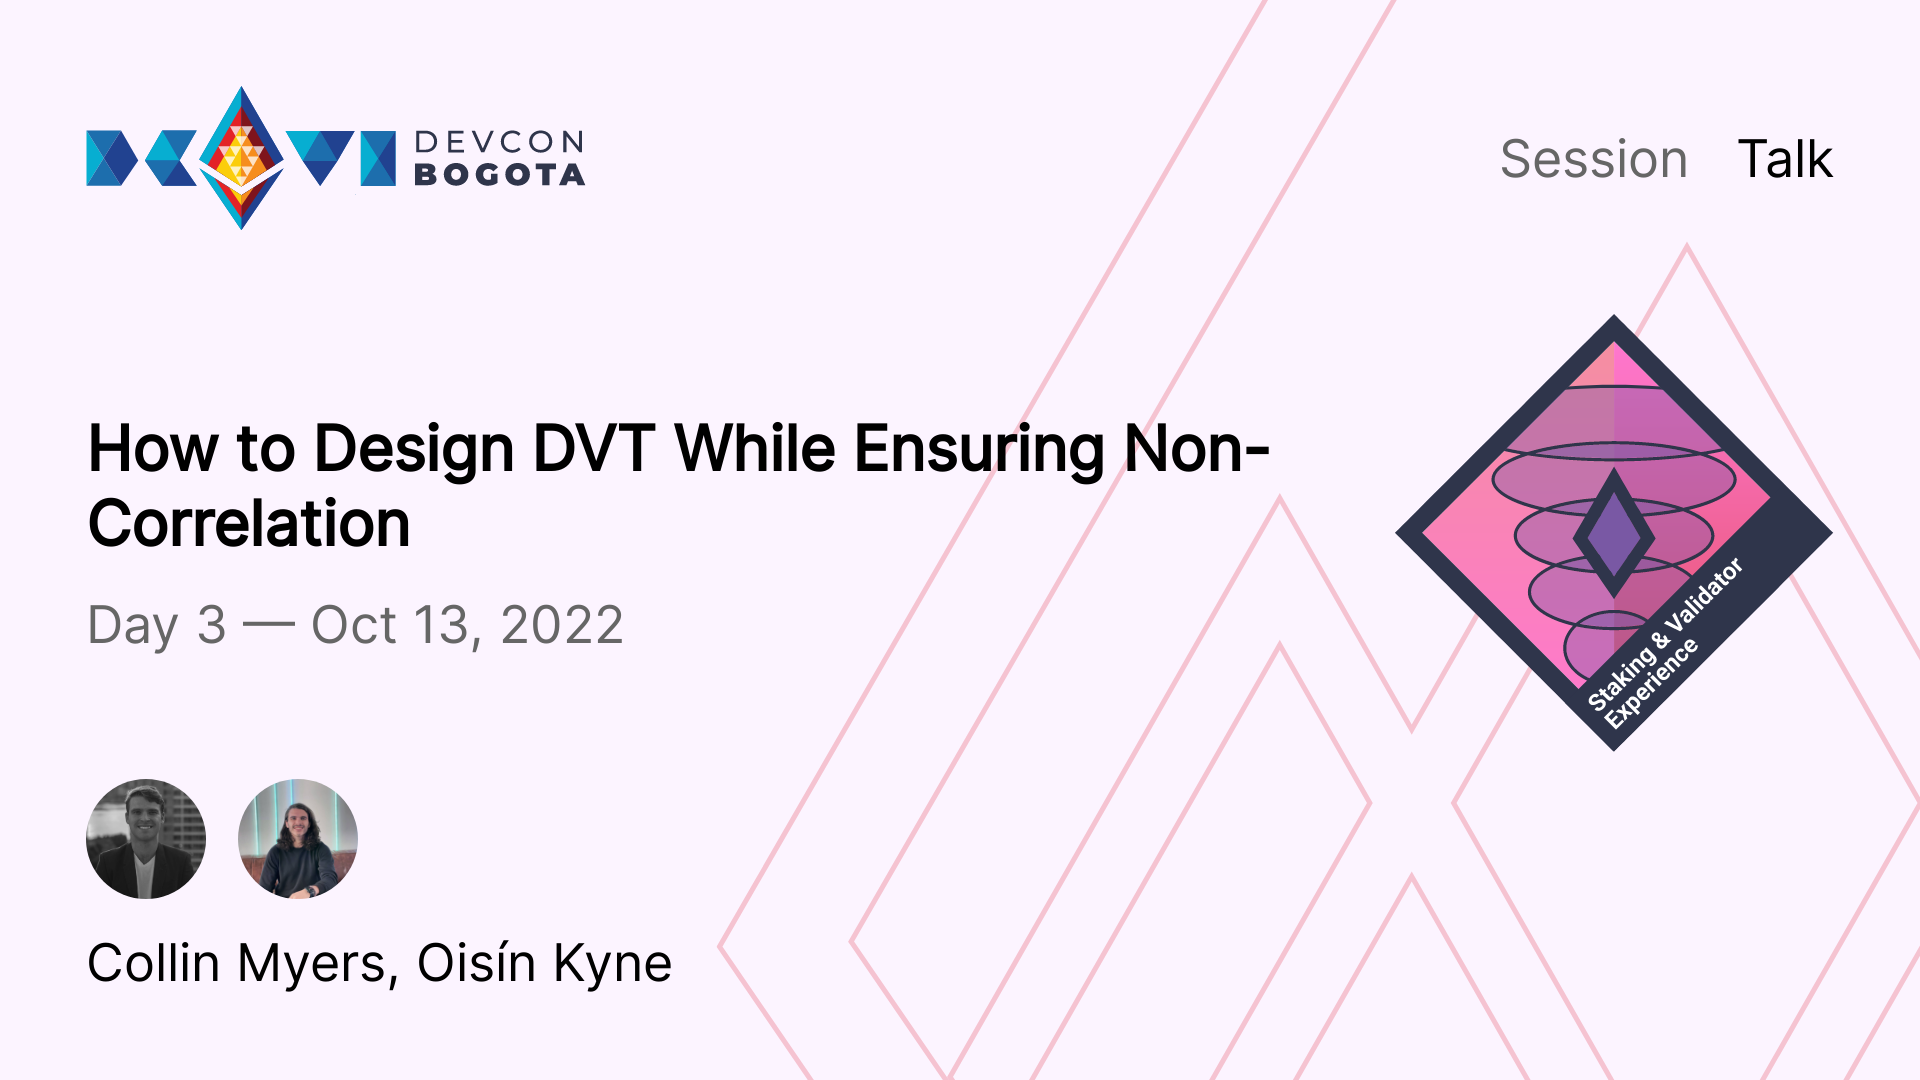 DEVCON
BOGOTA
Session Talk
How to Design DVT While Ensuring Non-
Correlation
Day 3 — Oct 13, 2022
Staking & Validator
Experience
Collin Myers, Oisín Kyne